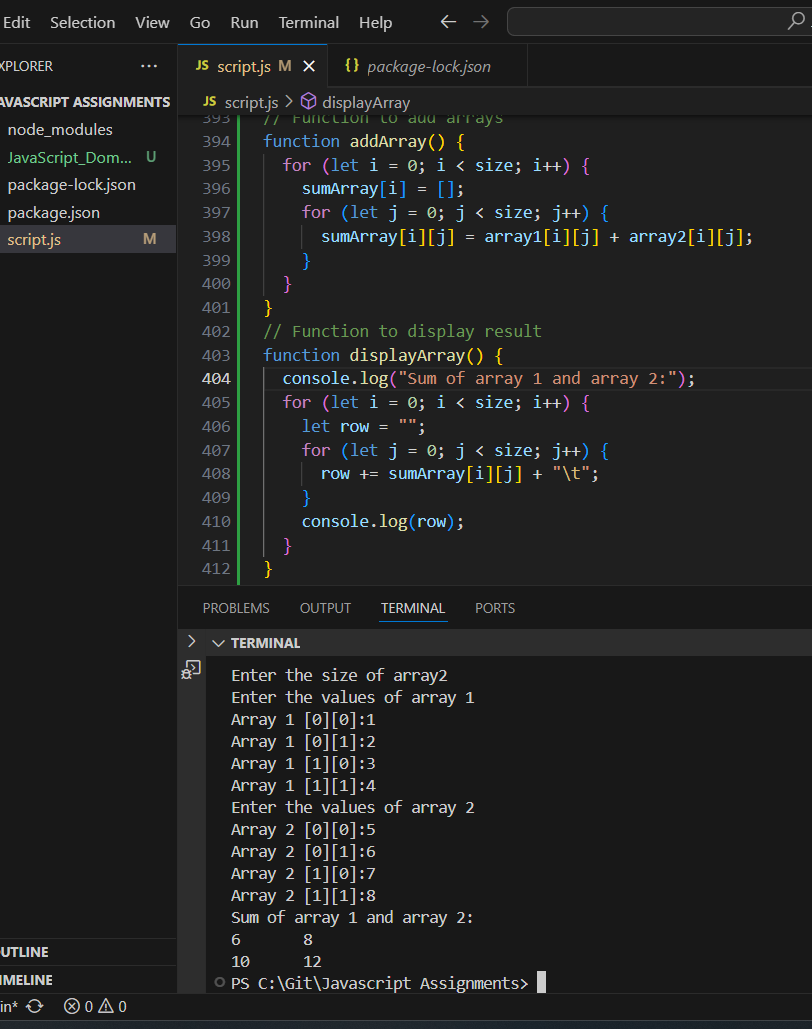 Edit Selection View Go Run Terminal Help
XPLORER ...
JS script.js M
{} package-lock.json
AVASCRIPT ASSIGNMENTS
node_modules
JavaScript_Dom... U
package-lock.json
package.json
script.js M
JS script.js > displayArray
393 // Function to add arrays
394 function addArray() {
395 for (let i = 0; i < size; i++) {
396 sumArray[i] = [];
397 for (let j = 0; j < size; j++) {
398 sumArray[i][j] = array1[i][j] + array2[i][j];
399 }
400 }
401 }
402 // Function to display result
403 function displayArray() {
404 console.log("Sum of array 1 and array 2:");
405 for (let i = 0; i < size; i++) {
406 let row = "";
407 for (let j = 0; j < size; j++) {
408 row += sumArray[i][j] + "\t";
409 }
410 console.log(row);
411 }
412 }
PROBLEMS OUTPUT TERMINAL PORTS
TERMINAL
Enter the size of array2
Enter the values of array 1
Array 1 [0][0]:1
Array 1 [0][1]:2
Array 1 [1][0]:3
Array 1 [1][1]:4
Enter the values of array 2
Array 2 [0][0]:5
Array 2 [0][1]:6
Array 2 [1][0]:7
Array 2 [1][1]:8
Sum of array 1 and array 2:
6 8
10 12
PS C:\Git\Javascript Assignments>
UTLINE
IMELINE
in* 0 0